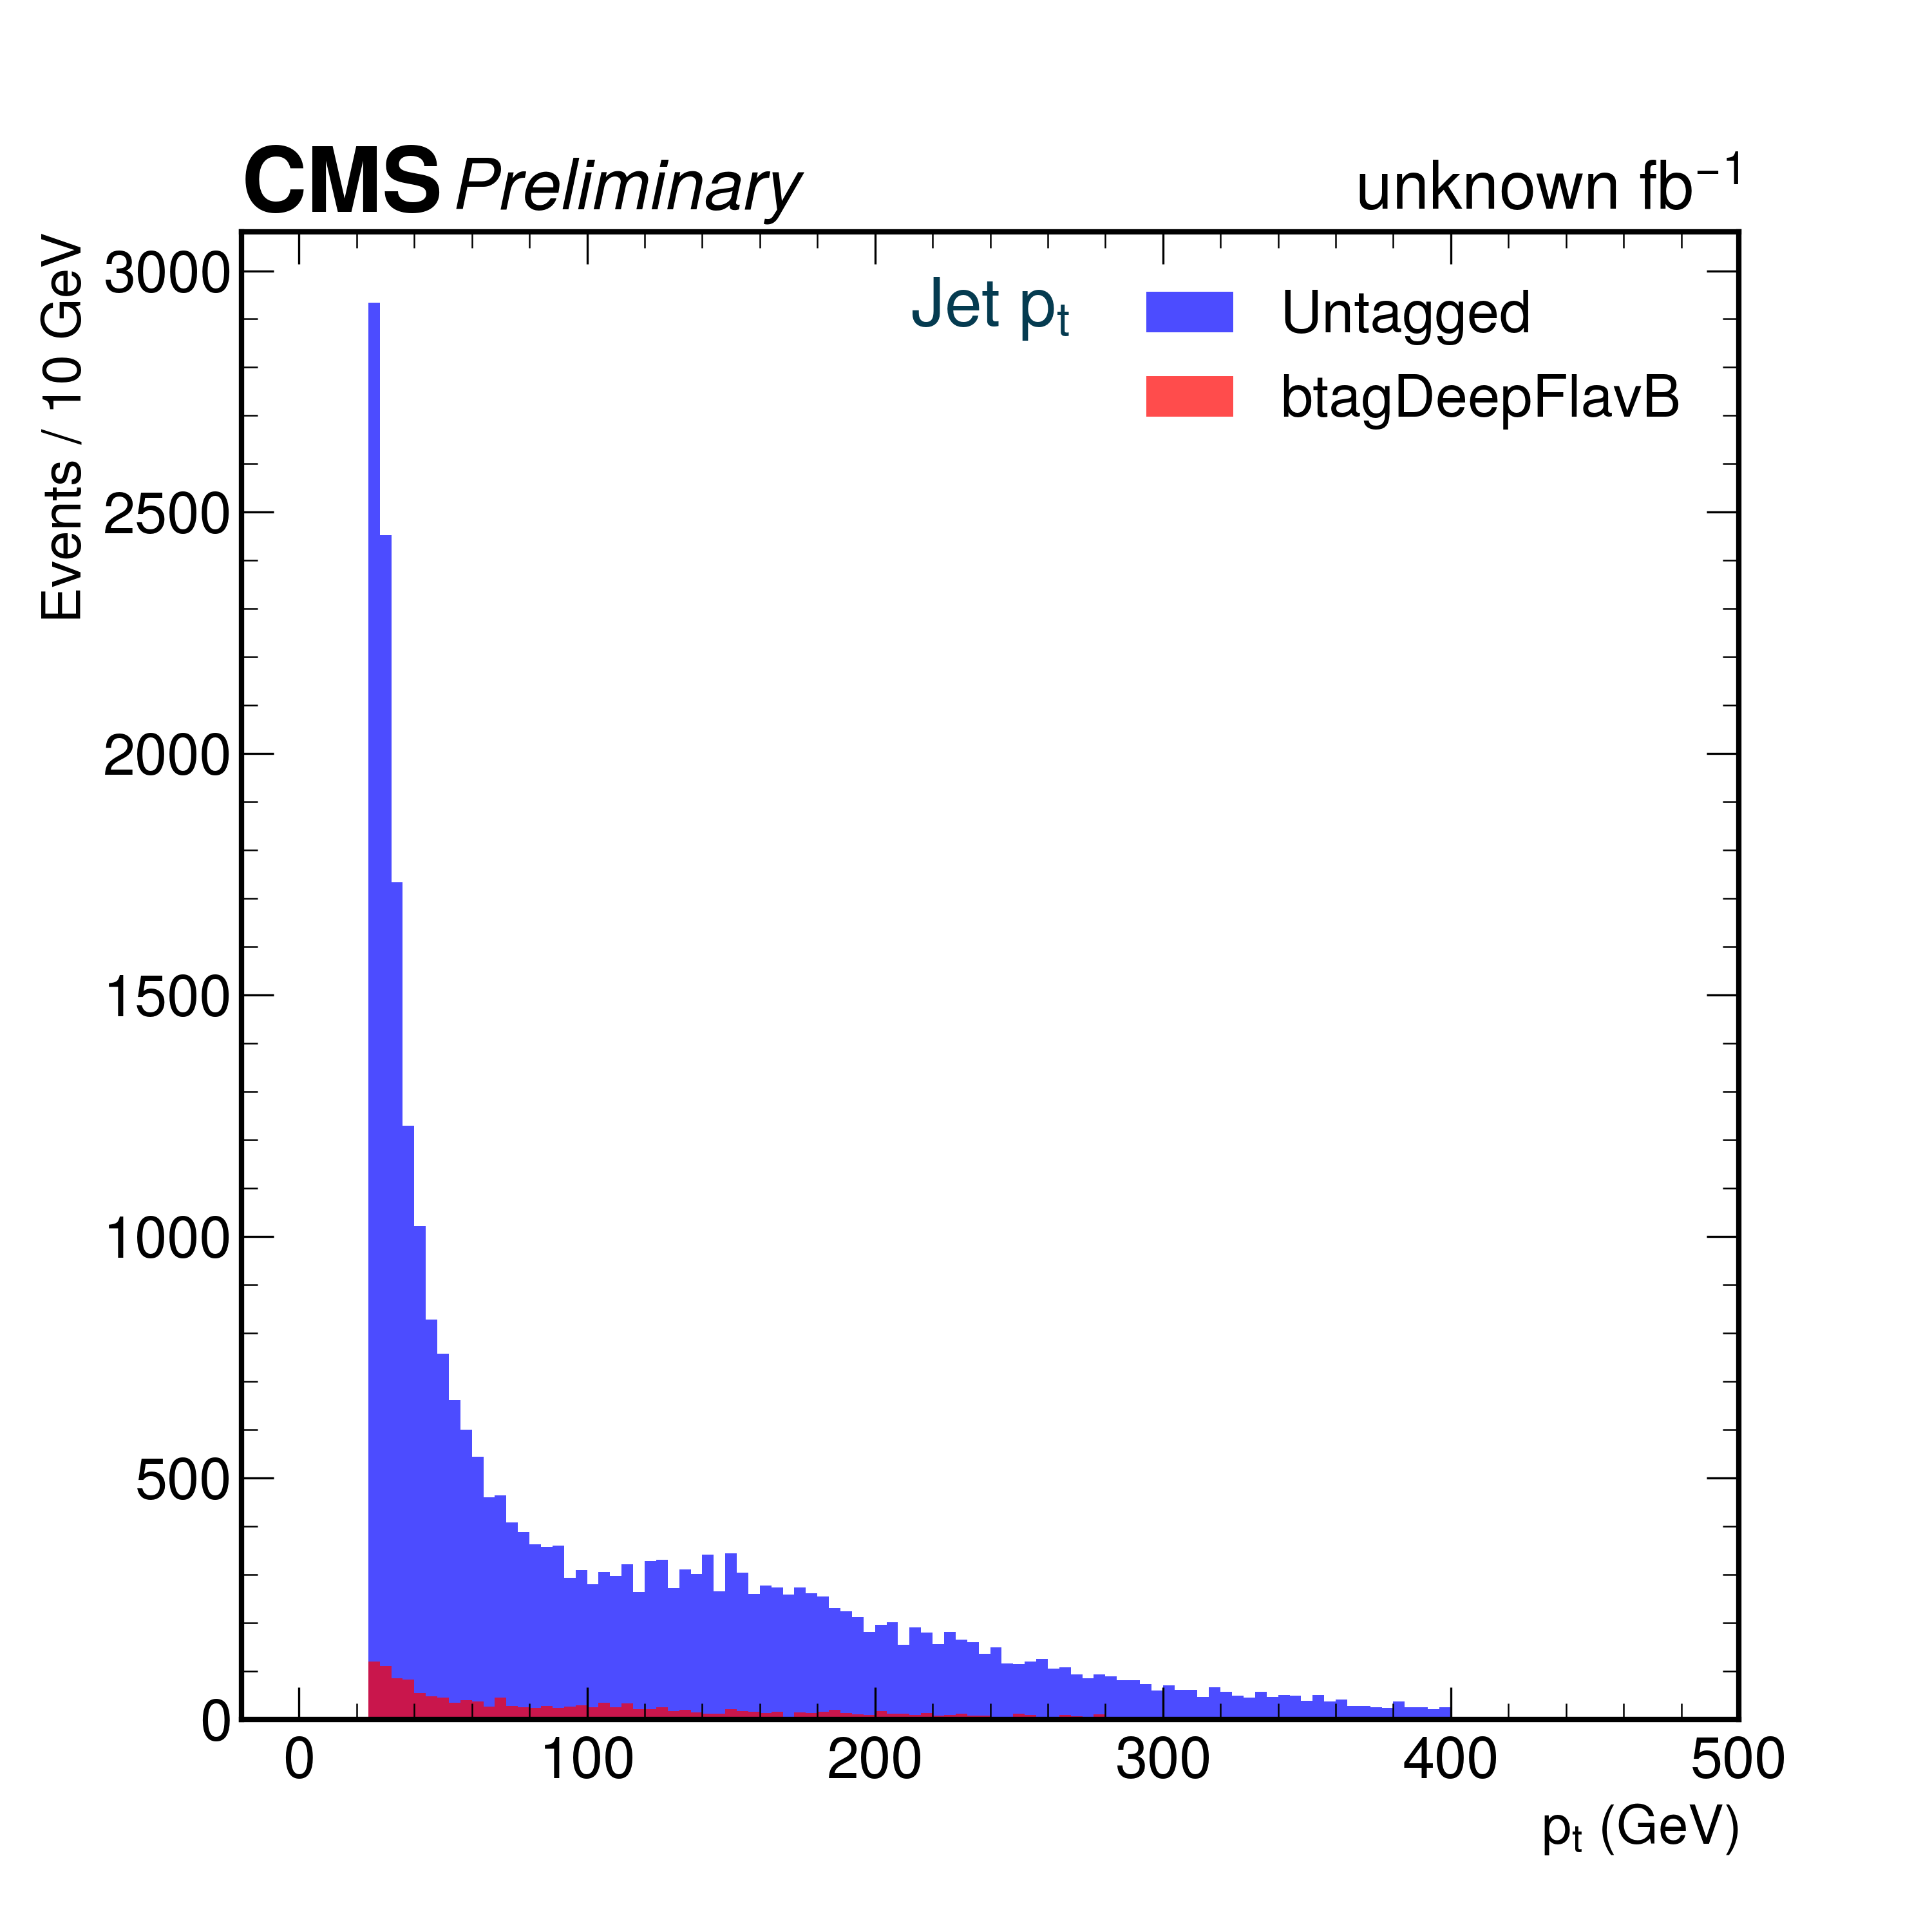 CMS Preliminary
unknown fb⁻¹
Events / 10 GeV
Jet pₜ
Untagged
btagDeepFlavB
3000
2500
2000
1500
1000
500
0
0 100 200 300 400 500
pₜ (GeV)